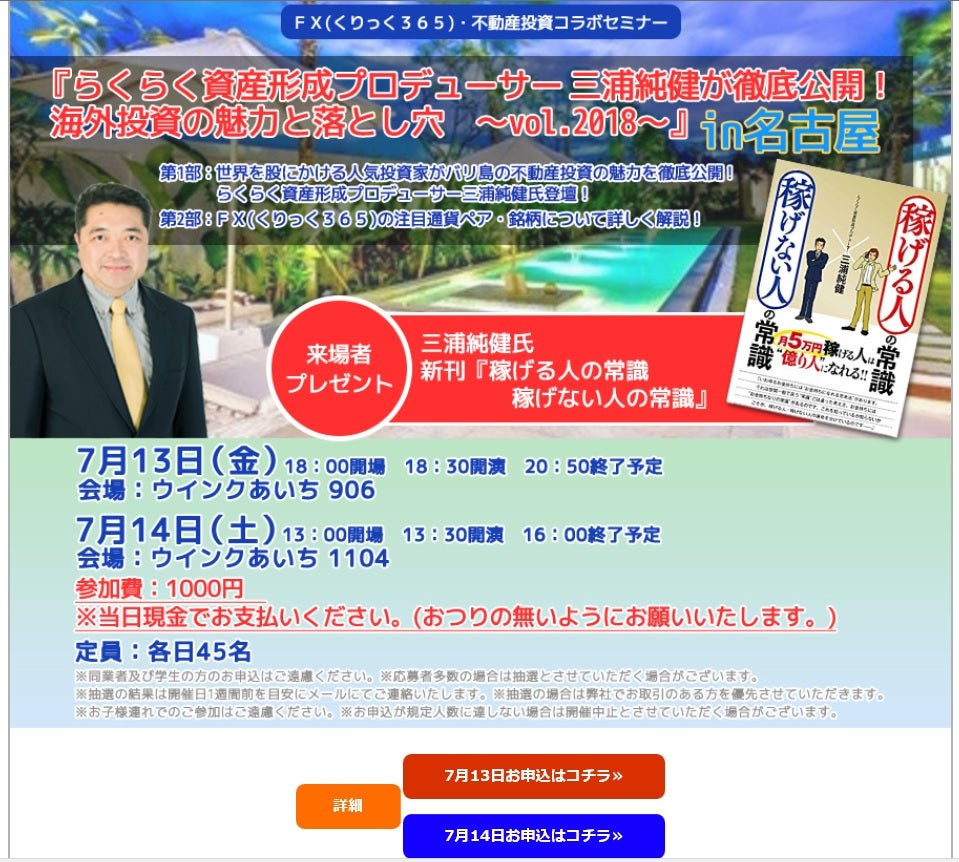 ＦＸ(くりっく３６５)・不動産投資コラボセミナー
『らくらく資産形成プロデューサー 三浦純健が徹底公開！
海外投資の魅力と落とし穴　～vol.2018～』in名古屋
第1部：世界を股にかける人気投資家がバリ島の不動産投資の魅力を徹底公開！
らくらく資産形成プロデューサー三浦純健氏登壇！
第2部：ＦＸ(くりっく３６５)の注目通貨ペア・銘柄について詳しく解説！
稼げる人の常識
稼げない人の常識
三浦純健
月5万円稼げる人は
“億り人”になれる!!
来場者
プレゼント
三浦純健氏
新刊『稼げる人の常識
稼げない人の常識』
7月13日（金）18：00開場　18：30開演　20：50終了予定
会場：ウインクあいち 906
7月14日（土）13：00開場　13：30開演　16：00終了予定
会場：ウインクあいち 1104
参加費：1000円
※当日現金でお支払いください。(おつりの無いようにお願いいたします。)
定員：各日45名
※同業者及び学生の方のお申込はご遠慮ください。※応募者多数の場合は抽選とさせていただく場合がございます。
※抽選の結果は開催日1週間前を目安にメールにてご連絡いたします。※抽選の場合は弊社でお取引のある方を優先させていただきます。
※お子様連れでのご参加はご遠慮ください。※お申込が規定人数に達しない場合は開催中止とさせていただく場合がございます。
7月13日お申込はコチラ»
詳細
7月14日お申込はコチラ»